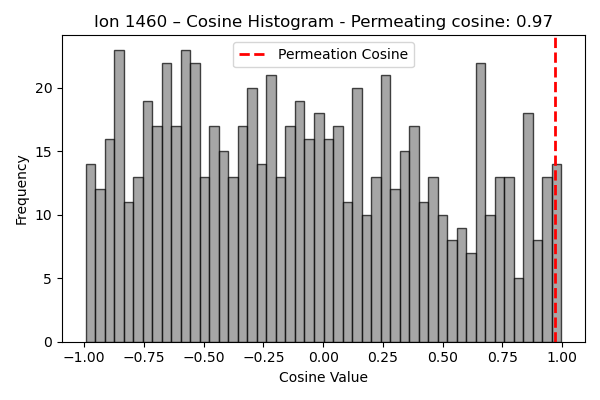 Ion 1460 – Cosine Histogram - Permeating cosine: 0.97
Permeation Cosine
Frequency
20
15
10
5
0
−1.00 −0.75 −0.50 −0.25 0.00 0.25 0.50 0.75 1.00
Cosine Value